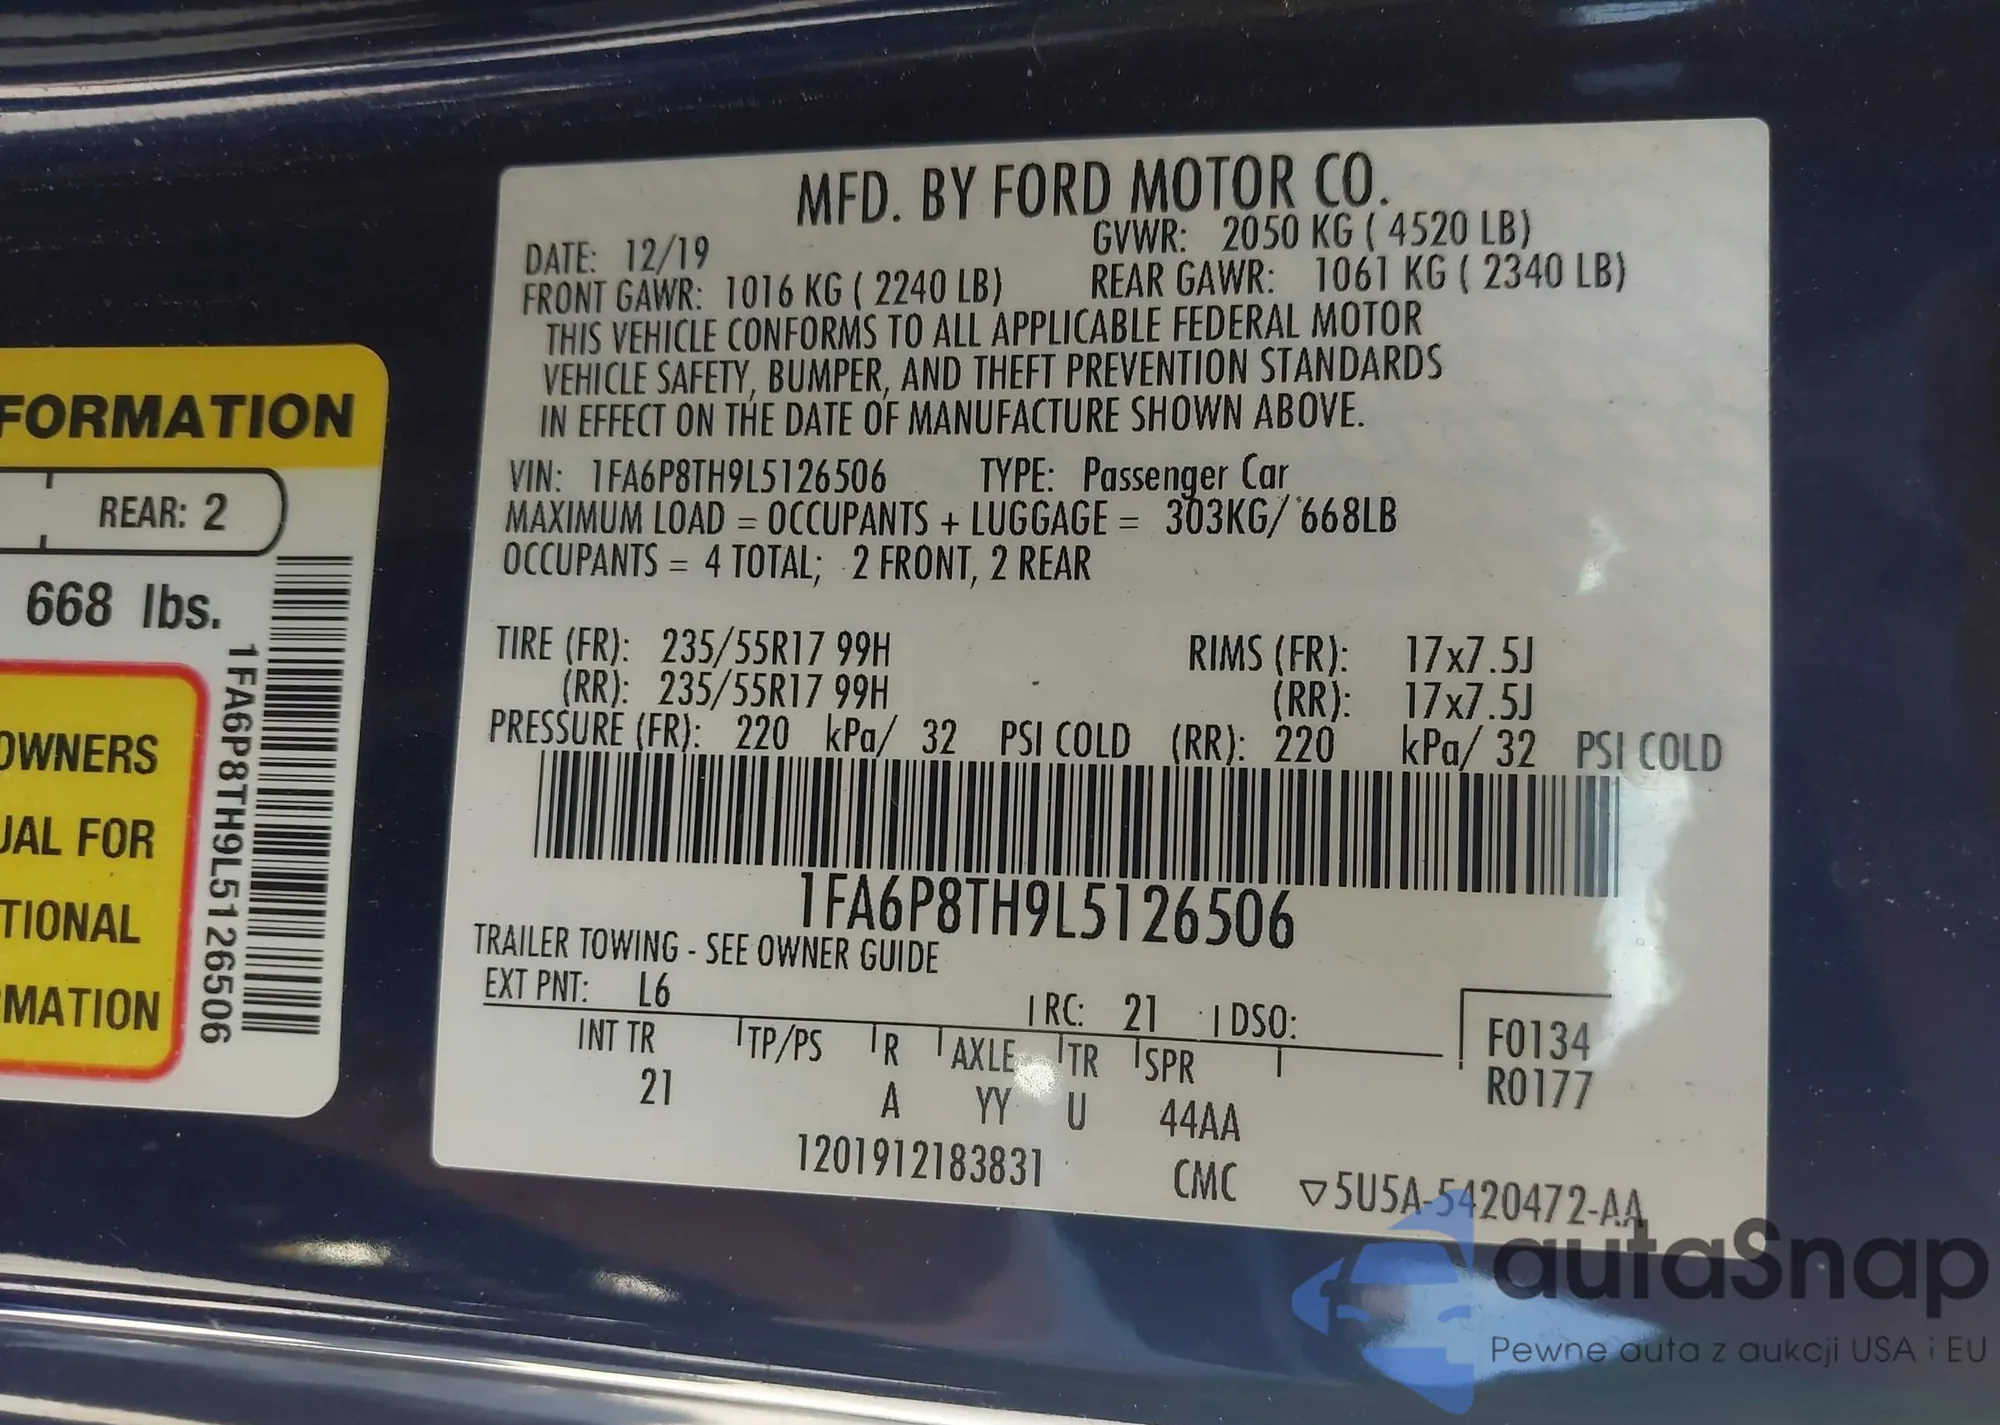 FORMATION
REAR: 2
668 lbs.
OWNERS
UAL FOR
TIONAL
MATION
1FA6P8TH9L5126506
MFD. BY FORD MOTOR CO.
DATE: 12/19 GVWR: 2050 KG ( 4520 LB)
FRONT GAWR: 1016 KG ( 2240 LB) REAR GAWR: 1061 KG ( 2340 LB)
THIS VEHICLE CONFORMS TO ALL APPLICABLE FEDERAL MOTOR
VEHICLE SAFETY, BUMPER, AND THEFT PREVENTION STANDARDS
IN EFFECT ON THE DATE OF MANUFACTURE SHOWN ABOVE.
VIN: 1FA6P8TH9L5126506 TYPE: Passenger Car
MAXIMUM LOAD = OCCUPANTS + LUGGAGE = 303KG/ 668LB
OCCUPANTS = 4 TOTAL; 2 FRONT, 2 REAR
TIRE (FR): 235/55R17 99H RIMS (FR): 17x7.5J
(RR): 235/55R17 99H (RR): 17x7.5J
PRESSURE (FR): 220 kPa/ 32 PSI COLD (RR): 220 kPa/ 32 PSI COLD
1FA6P8TH9L5126506
TRAILER TOWING - SEE OWNER GUIDE
EXT PNT: L6 RC: 21 DSO:
INT TR TP/PS R AXLE TR SPR
21 A YY U 44AA
F0134
R0177
1201912183831 CMC ▽5U5A-5420472-AA
autaSnap
Pewne auta z aukcji USA i EU